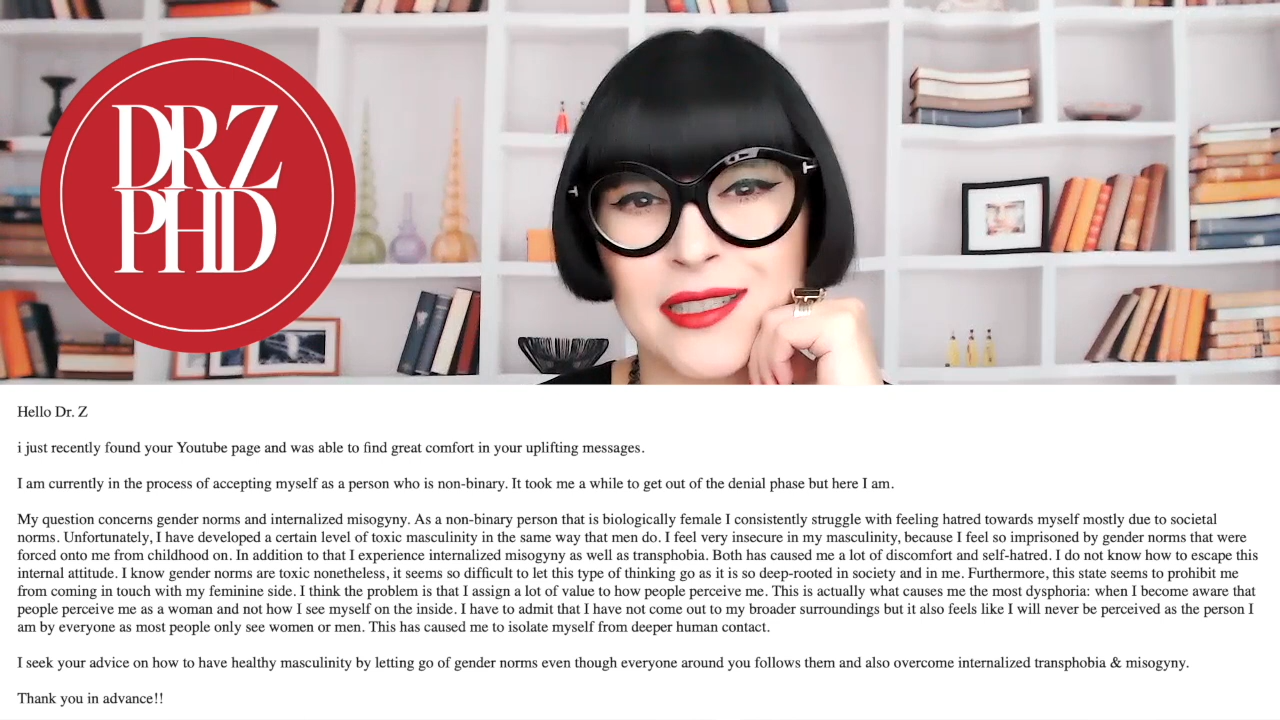 DRZ
PHD
Hello Dr. Z
i just recently found your Youtube page and was able to find great comfort in your uplifting messages.
I am currently in the process of accepting myself as a person who is non-binary. It took me a while to get out of the denial phase but here I am.
My question concerns gender norms and internalized misogyny. As a non-binary person that is biologically female I consistently struggle with feeling hatred towards myself mostly due to societal
norms. Unfortunately, I have developed a certain level of toxic masculinity in the same way that men do. I feel very insecure in my masculinity, because I feel so imprisoned by gender norms that were
forced onto me from childhood on. In addition to that I experience internalized misogyny as well as transphobia. Both has caused me a lot of discomfort and self-hatred. I do not know how to escape this
internal attitude. I know gender norms are toxic nonetheless, it seems so difficult to let this type of thinking go as it is so deep-rooted in society and in me. Furthermore, this state seems to prohibit me
from coming in touch with my feminine side. I think the problem is that I assign a lot of value to how people perceive me. This is actually what causes me the most dysphoria: when I become aware that
people perceive me as a woman and not how I see myself on the inside. I have to admit that I have not come out to my broader surroundings but it also feels like I will never be perceived as the person I
am by everyone as most people only see women or men. This has caused me to isolate myself from deeper human contact.
I seek your advice on how to have healthy masculinity by letting go of gender norms even though everyone around you follows them and also overcome internalized transphobia & misogyny.
Thank you in advance!!